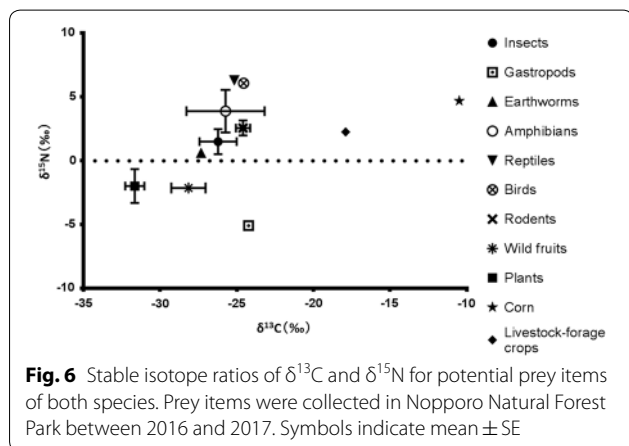 10
5
0
-5
-10
δ15N(‰)
-35 -30 -25 -20 -15 -10
δ13C(‰)
Insects
Gastropods
Earthworms
Amphibians
Reptiles
Birds
Rodents
Wild fruits
Plants
Corn
Livestock-forage
crops
Fig. 6 Stable isotope ratios of δ13C and δ15N for potential prey items
of both species. Prey items were collected in Nopporo Natural Forest
Park between 2016 and 2017. Symbols indicate mean ± SE